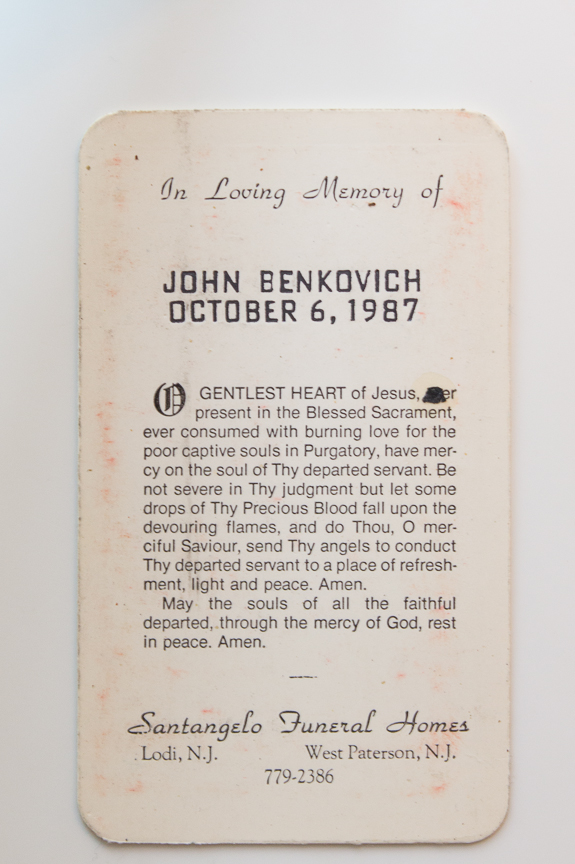 In Loving Memory of
JOHN BENKOVICH
OCTOBER 6, 1987
O GENTLEST HEART of Jesus, er
present in the Blessed Sacrament,
ever consumed with burning love for the
poor captive souls in Purgatory, have mer-
cy on the soul of Thy departed servant. Be
not severe in Thy judgment but let some
drops of Thy Precious Blood fall upon the
devouring flames, and do Thou, O mer-
ciful Saviour, send Thy angels to conduct
Thy departed servant to a place of refresh-
ment, light and peace. Amen.
May the souls of all the faithful
departed, through the mercy of God, rest
in peace. Amen.
Santangelo Funeral Homes
Lodi, N.J. West Paterson, N.J.
779-2386